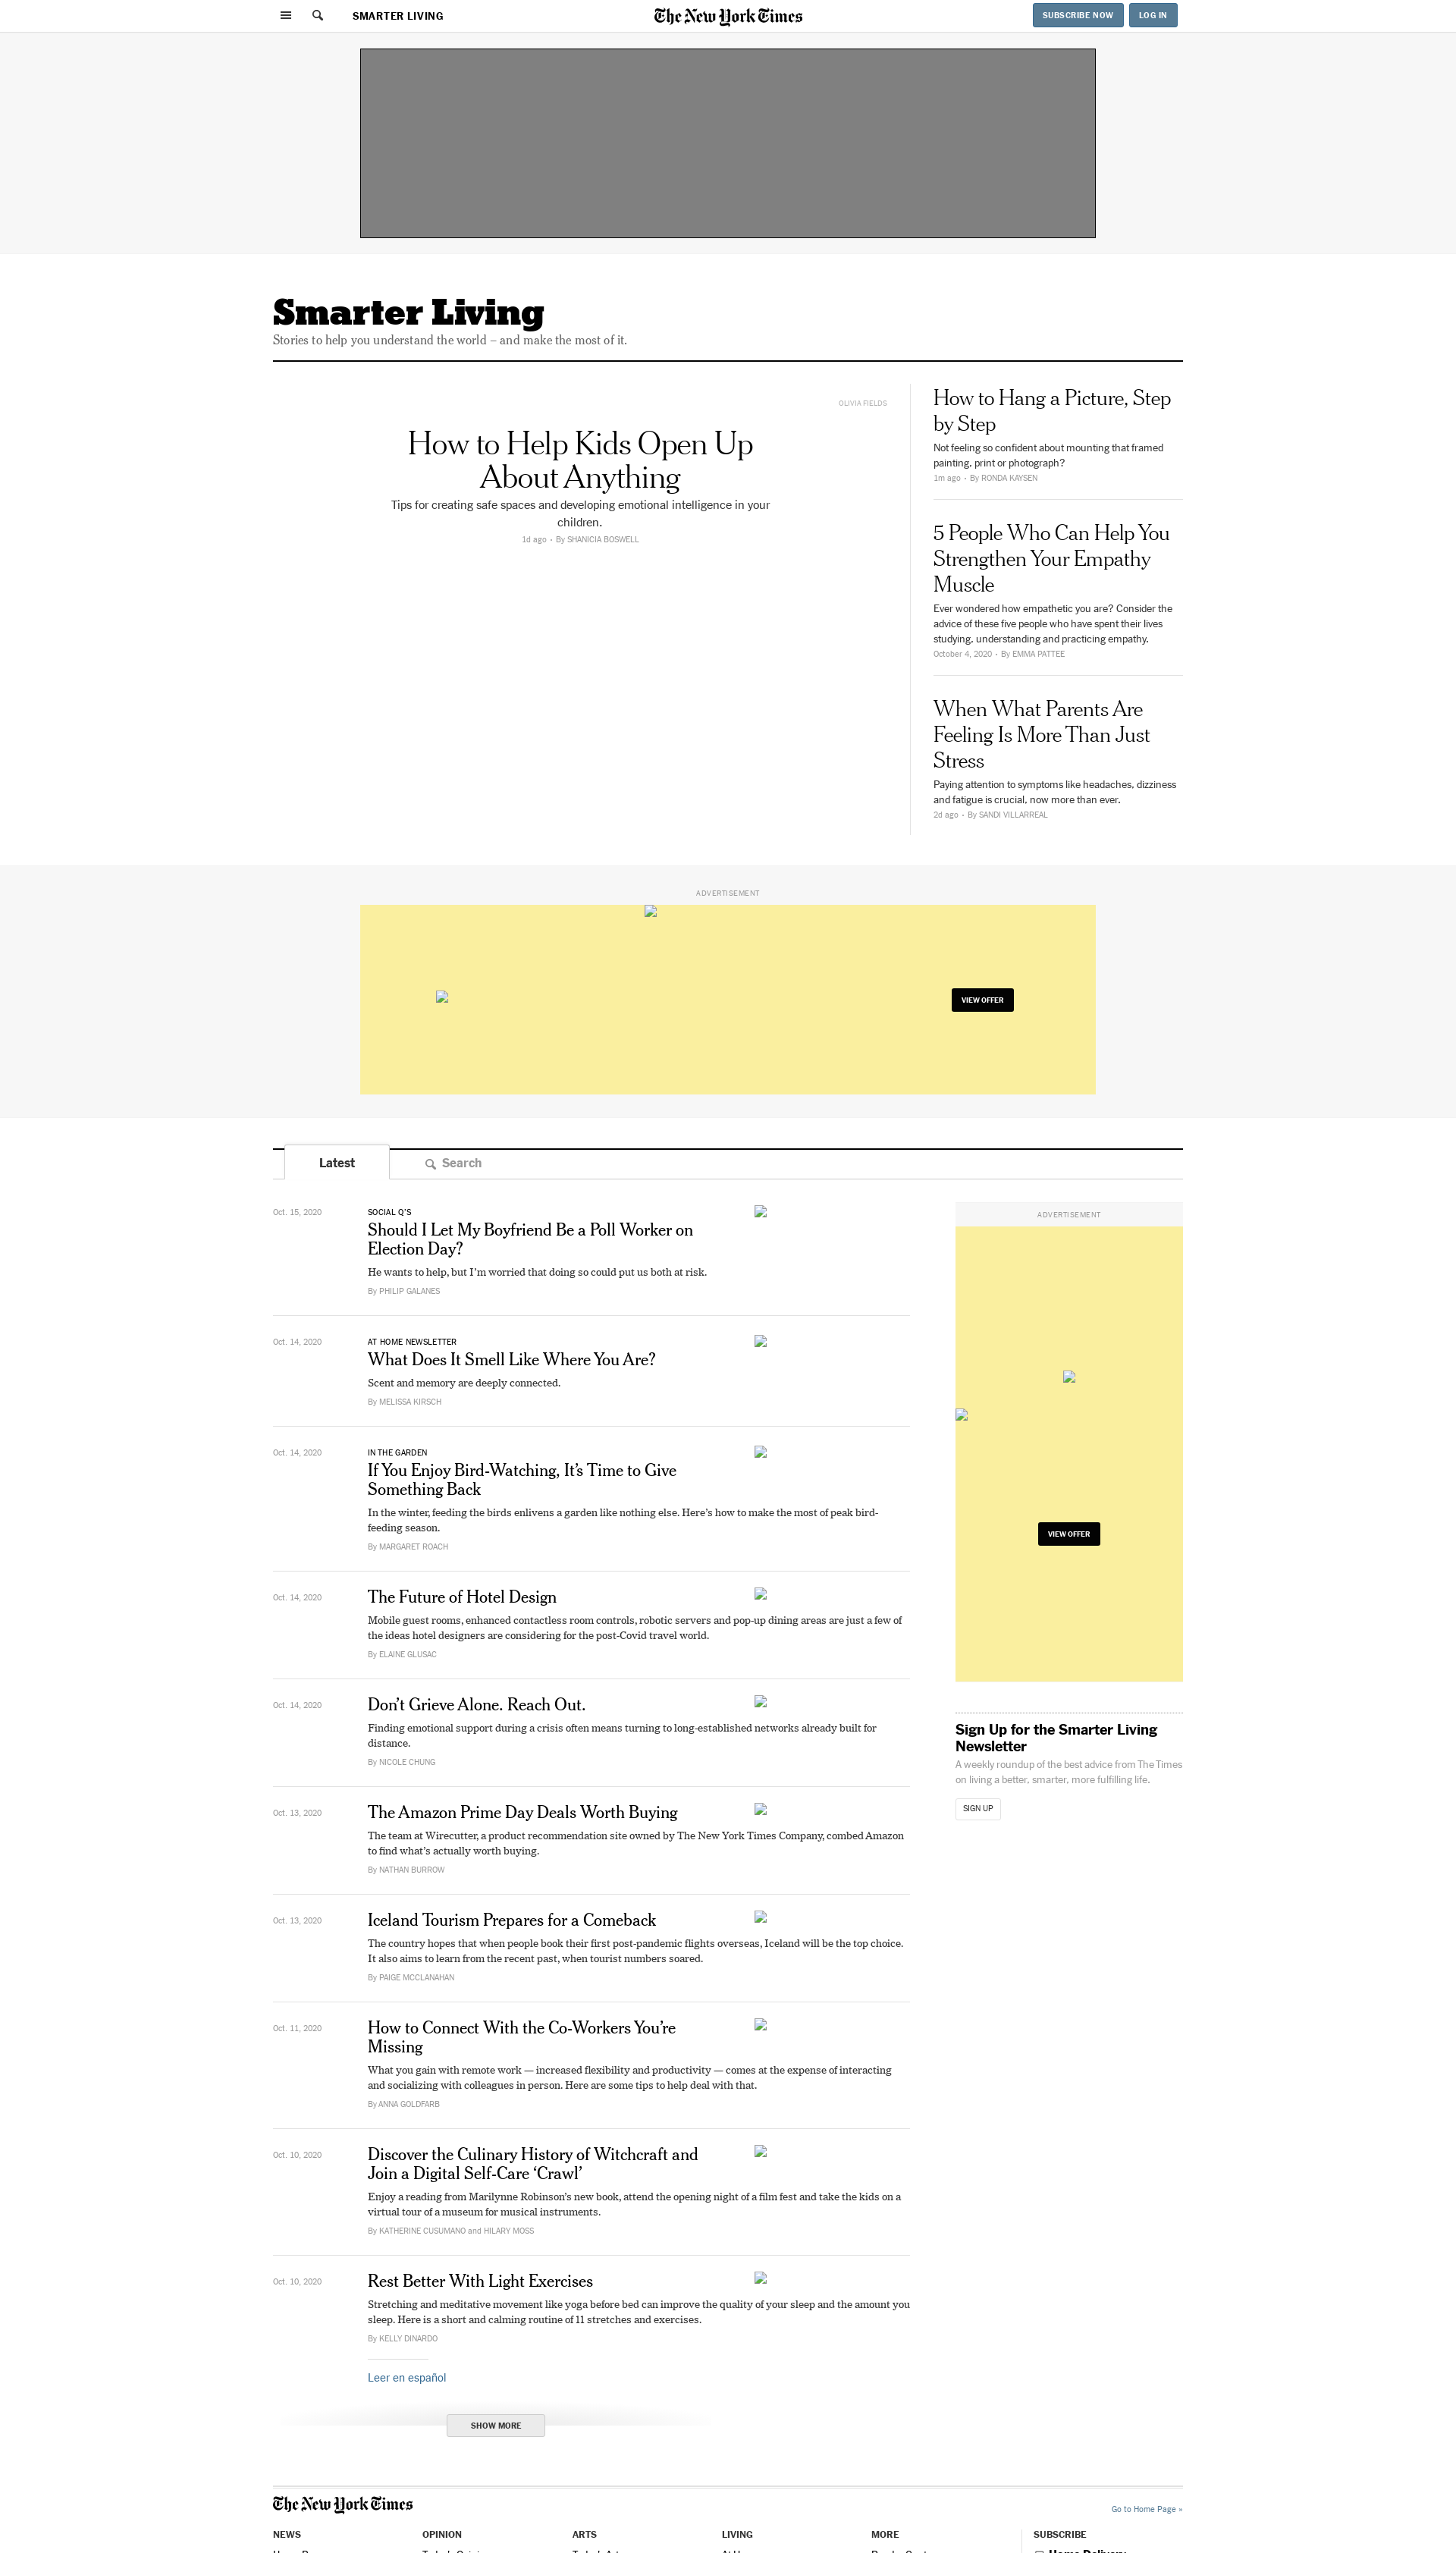 SMARTER LIVING
The New York Times
SUBSCRIBE NOW
LOG IN
Smarter Living
Stories to help you understand the world – and make the most of it.
OLIVIA FIELDS
How to Help Kids Open Up
About Anything
Tips for creating safe spaces and developing emotional intelligence in your
children.
1d ago • By SHANICIA BOSWELL
How to Hang a Picture, Step
by Step
Not feeling so confident about mounting that framed
painting, print or photograph?
1m ago • By RONDA KAYSEN
5 People Who Can Help You
Strengthen Your Empathy
Muscle
Ever wondered how empathetic you are? Consider the
advice of these five people who have spent their lives
studying, understanding and practicing empathy.
October 4, 2020 • By EMMA PATTEE
When What Parents Are
Feeling Is More Than Just
Stress
Paying attention to symptoms like headaches, dizziness
and fatigue is crucial, now more than ever.
2d ago • By SANDI VILLARREAL
ADVERTISEMENT
VIEW OFFER
Latest
Search
Oct. 15, 2020
SOCIAL Q'S
Should I Let My Boyfriend Be a Poll Worker on
Election Day?
He wants to help, but I’m worried that doing so could put us both at risk.
By PHILIP GALANES
Oct. 14, 2020
AT HOME NEWSLETTER
What Does It Smell Like Where You Are?
Scent and memory are deeply connected.
By MELISSA KIRSCH
Oct. 14, 2020
IN THE GARDEN
If You Enjoy Bird-Watching, It’s Time to Give
Something Back
In the winter, feeding the birds enlivens a garden like nothing else. Here’s how to make the most of peak bird-
feeding season.
By MARGARET ROACH
Oct. 14, 2020
The Future of Hotel Design
Mobile guest rooms, enhanced contactless room controls, robotic servers and pop-up dining areas are just a few of
the ideas hotel designers are considering for the post-Covid travel world.
By ELAINE GLUSAC
Oct. 14, 2020
Don’t Grieve Alone. Reach Out.
Finding emotional support during a crisis often means turning to long-established networks already built for
distance.
By NICOLE CHUNG
Oct. 13, 2020
The Amazon Prime Day Deals Worth Buying
The team at Wirecutter, a product recommendation site owned by The New York Times Company, combed Amazon
to find what’s actually worth buying.
By NATHAN BURROW
Oct. 13, 2020
Iceland Tourism Prepares for a Comeback
The country hopes that when people book their first post-pandemic flights overseas, Iceland will be the top choice.
It also aims to learn from the recent past, when tourist numbers soared.
By PAIGE MCCLANAHAN
Oct. 11, 2020
How to Connect With the Co-Workers You’re
Missing
What you gain with remote work — increased flexibility and productivity — comes at the expense of interacting
and socializing with colleagues in person. Here are some tips to help deal with that.
By ANNA GOLDFARB
Oct. 10, 2020
Discover the Culinary History of Witchcraft and
Join a Digital Self-Care ‘Crawl’
Enjoy a reading from Marilynne Robinson’s new book, attend the opening night of a film fest and take the kids on a
virtual tour of a museum for musical instruments.
By KATHERINE CUSUMANO and HILARY MOSS
Oct. 10, 2020
Rest Better With Light Exercises
Stretching and meditative movement like yoga before bed can improve the quality of your sleep and the amount you
sleep. Here is a short and calming routine of 11 stretches and exercises.
By KELLY DINARDO
Leer en español
SHOW MORE
ADVERTISEMENT
VIEW OFFER
Sign Up for the Smarter Living
Newsletter
A weekly roundup of the best advice from The Times
on living a better, smarter, more fulfilling life.
SIGN UP
The New York Times
Go to Home Page »
NEWS
OPINION
ARTS
LIVING
MORE
SUBSCRIBE